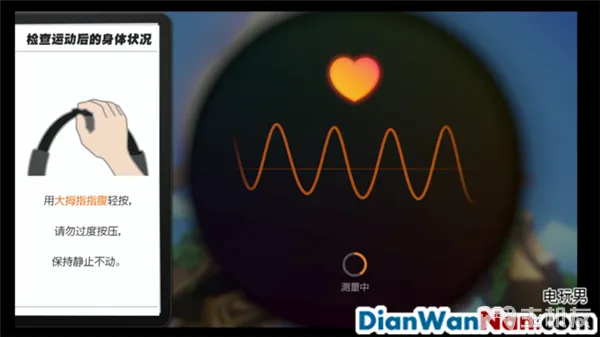 检查运动后的身体状况
用大拇指指腹轻按,
请勿过度按压,
保持静止不动。
测量中
电玩男
DianWanNan.com